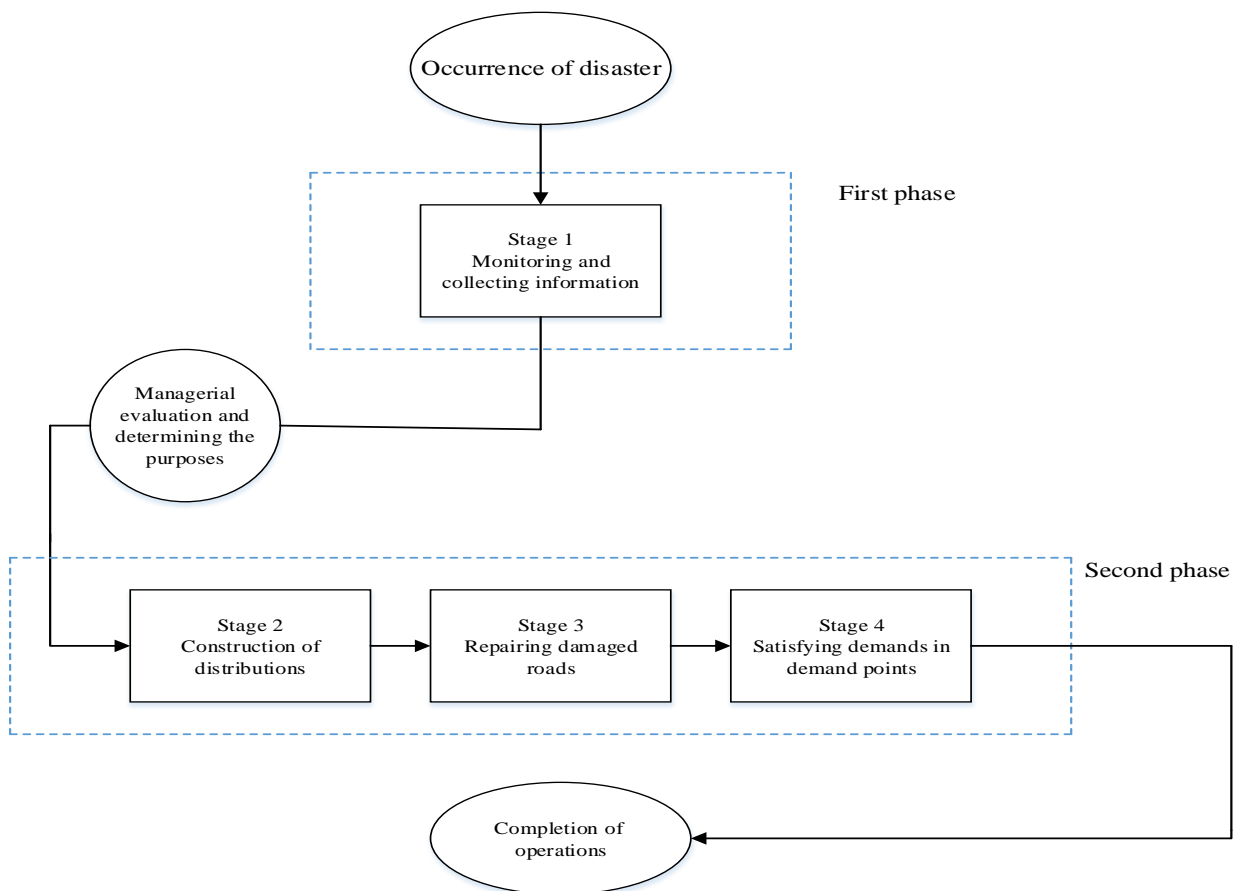 Occurrence of disaster
First phase
Stage 1
Monitoring and
collecting information
Managerial
evaluation and
determining the
purposes
Second phase
Stage 2
Construction of
distributions
Stage 3
Repairing damaged
roads
Stage 4
Satisfying demands in
demand points
Completion of
operations